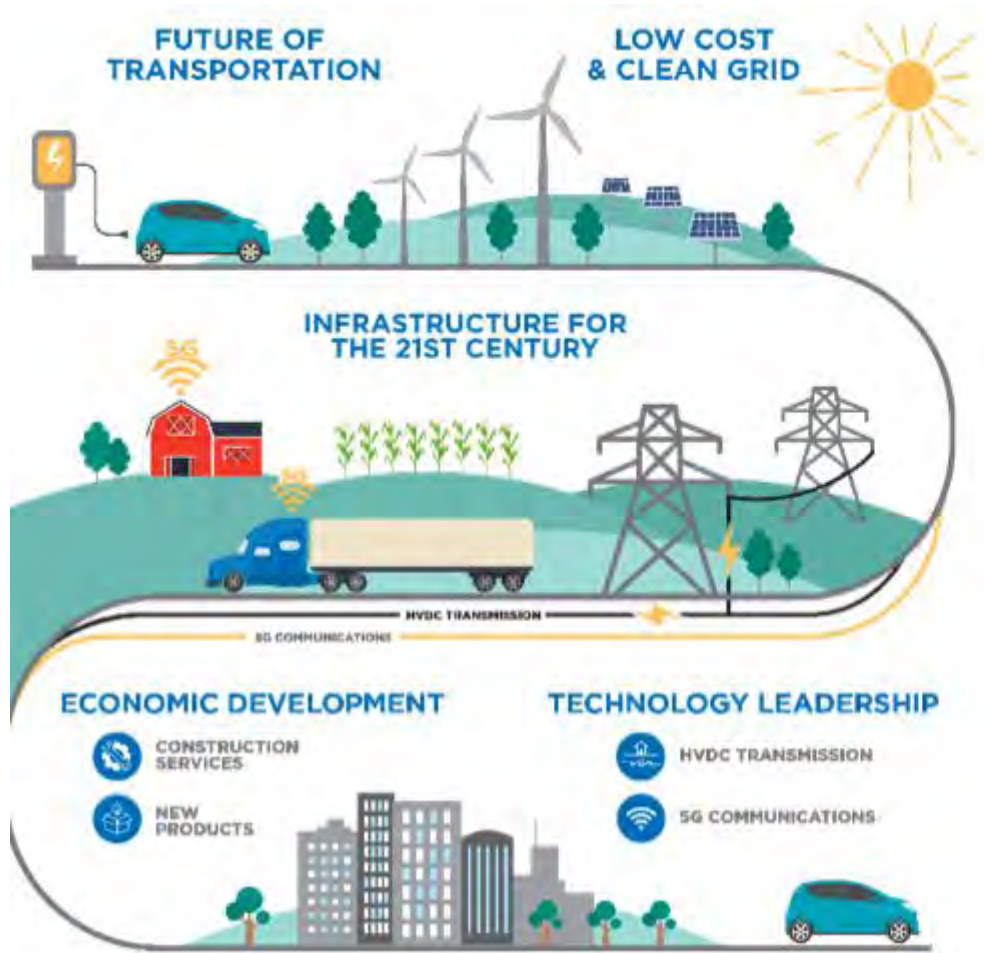 FUTURE OF
TRANSPORTATION
LOW COST
& CLEAN GRID
INFRASTRUCTURE FOR
THE 21ST CENTURY
5G
5G
HVDC TRANSMISSION
5G COMMUNICATIONS
ECONOMIC DEVELOPMENT
CONSTRUCTION
SERVICES
NEW
PRODUCTS
TECHNOLOGY LEADERSHIP
HVDC TRANSMISSION
5G COMMUNICATIONS